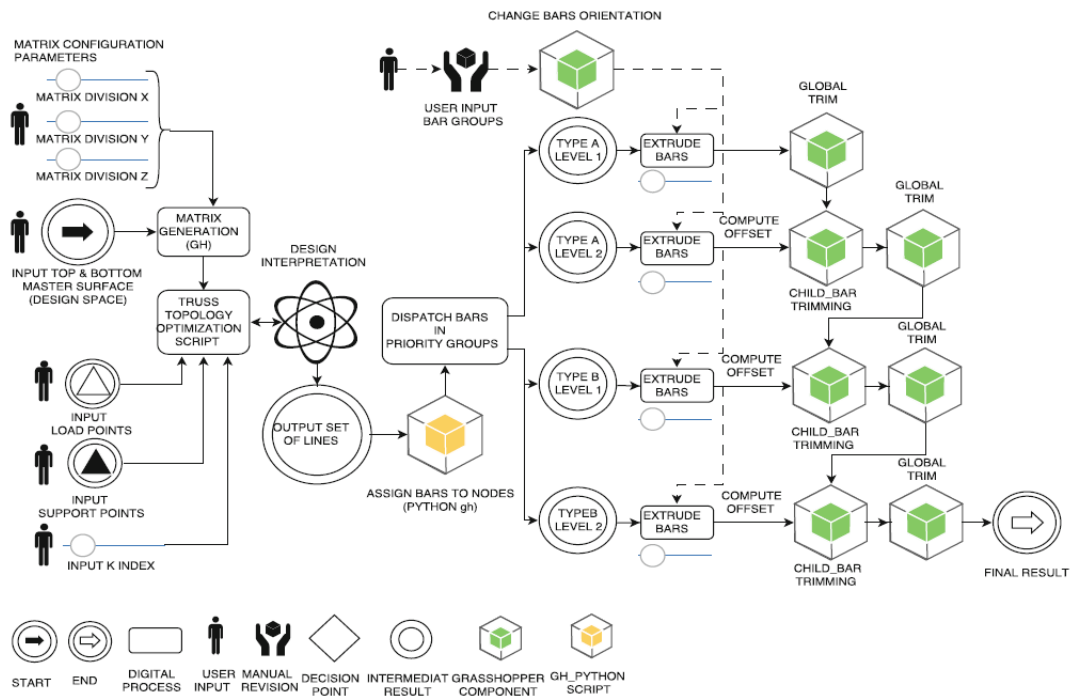 MATRIX CONFIGURATION
PARAMETERS
MATRIX DIVISION X
MATRIX DIVISION Y
MATRIX DIVISION Z
INPUT TOP & BOTTOM
MASTER SURFACE
(DESIGN SPACE)
MATRIX
GENERATION
(GH)
TRUSS
TOPOLOGY
OPTIMIZATION
SCRIPT
INPUT
LOAD POINTS
INPUT
SUPPORT POINTS
INPUT K INDEX
DESIGN
INTERPRETATION
OUTPUT SET
OF LINES
DISPATCH BARS
IN
PRIORITY GROUPS
ASSIGN BARS TO NODES
(PYTHON gh)
CHANGE BARS ORIENTATION
USER INPUT
BAR GROUPS
TYPE A
LEVEL 1
EXTRUDE
BARS
GLOBAL
TRIM
TYPE A
LEVEL 2
EXTRUDE
BARS
COMPUTE
OFFSET
CHILD_BAR
TRIMMING
GLOBAL
TRIM
TYPE B
LEVEL 1
EXTRUDE
BARS
COMPUTE
OFFSET
CHILD_BAR
TRIMMING
GLOBAL
TRIM
TYPEB
LEVEL 2
EXTRUDE
BARS
COMPUTE
OFFSET
CHILD_BAR
TRIMMING
GLOBAL
TRIM
FINAL RESULT
START
END
DIGITAL
PROCESS
USER
INPUT
MANUAL
REVISION
DECISION
POINT
INTERMEDIAT
RESULT
GRASSHOPPER
COMPONENT
GH_PYTHON
SCRIPT